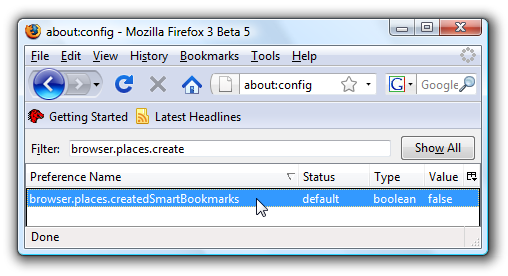 about:config - Mozilla Firefox 3 Beta 5
File Edit View History Bookmarks Tools Help
about:config G Google
Getting Started Latest Headlines
Filter: browser.places.create Show All
Preference Name Status Type Value
browser.places.createdSmartBookmarks default boolean false
Done